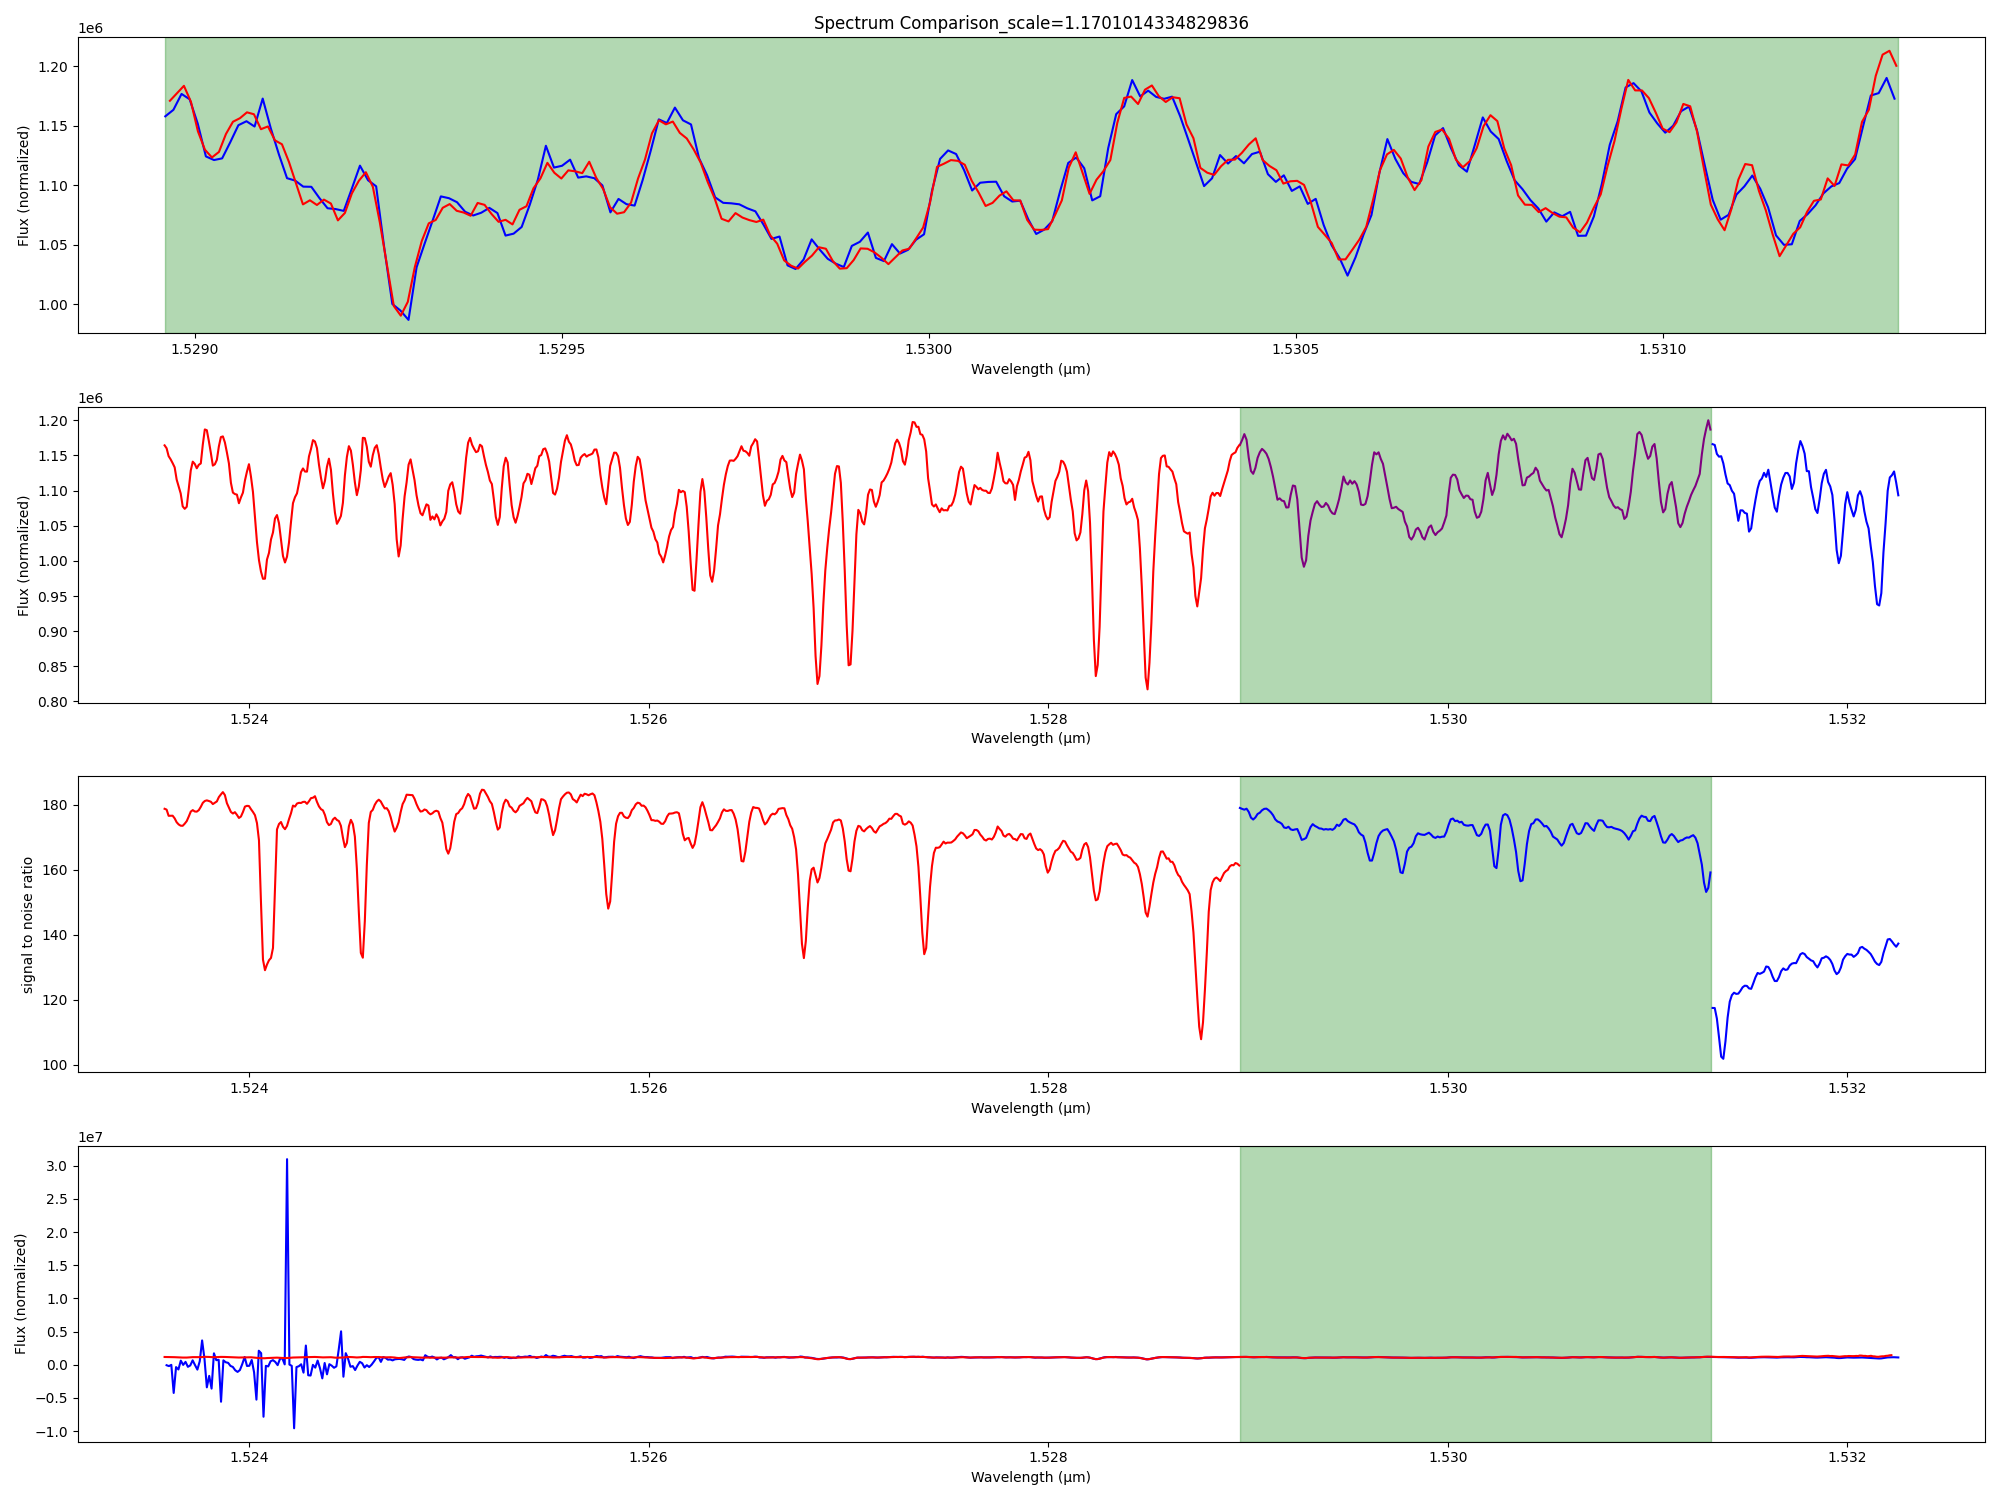 Spectrum Comparison_scale=1.1701014334829836
1e6
1.20
1.15
1.10
1.05
1.00
Flux (normalized)
1.5290 1.5295 1.5300 1.5305 1.5310
Wavelength (μm)
1e6
1.20
1.15
1.10
1.05
1.00
0.95
0.90
0.85
0.80
Flux (normalized)
1.524 1.526 1.528 1.530 1.532
Wavelength (μm)
180
160
140
120
100
signal to noise ratio
1.524 1.526 1.528 1.530 1.532
Wavelength (μm)
1e7
3.0
2.5
2.0
1.5
1.0
0.5
0.0
−0.5
−1.0
Flux (normalized)
1.524 1.526 1.528 1.530 1.532
Wavelength (μm)